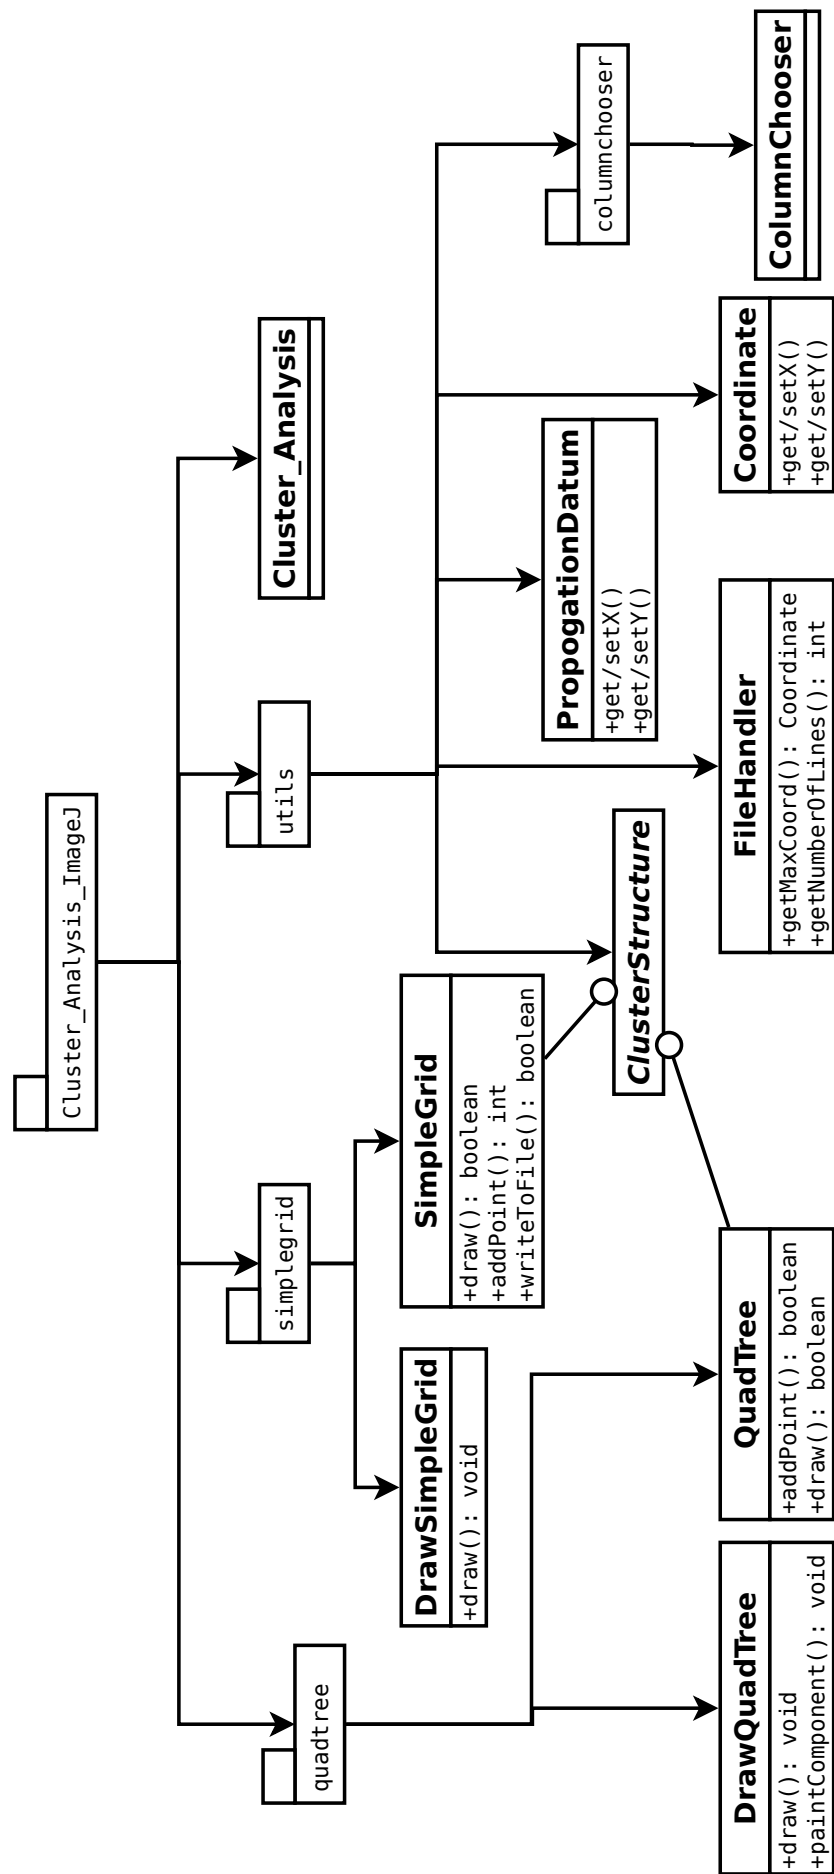 Cluster_Analysis_ImageJ
quadtree
simplegrid
utils
Cluster_Analysis
DrawSimpleGrid
+draw(): void
SimpleGrid
+draw(): boolean
+addPoint(): int
+writeToFile(): boolean
PropogationDatum
+get/setX()
+get/setY()
columnchooser
ClusterStructure
DrawQuadTree
+draw(): void
+paintComponent(): void
QuadTree
+addPoint(): boolean
+draw(): boolean
FileHandler
+getMaxCoord(): Coordinate
+getNumberOfLines(): int
Coordinate
+get/setX()
+get/setY()
ColumnChooser